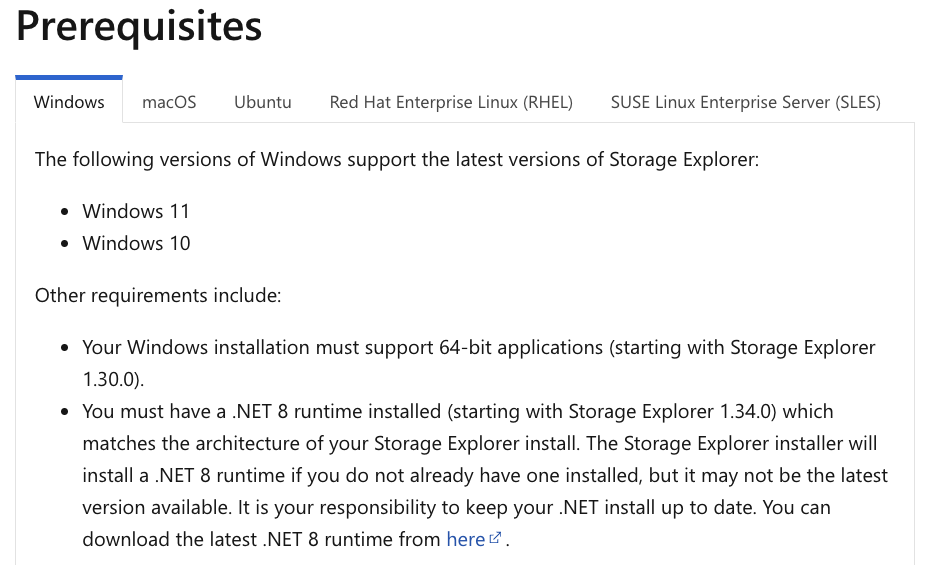 Prerequisites
Windows macOS Ubuntu Red Hat Enterprise Linux (RHEL) SUSE Linux Enterprise Server (SLES)
The following versions of Windows support the latest versions of Storage Explorer:
• Windows 11
• Windows 10
Other requirements include:
• Your Windows installation must support 64-bit applications (starting with Storage Explorer
1.30.0).
• You must have a .NET 8 runtime installed (starting with Storage Explorer 1.34.0) which
matches the architecture of your Storage Explorer install. The Storage Explorer installer will
install a .NET 8 runtime if you do not already have one installed, but it may not be the latest
version available. It is your responsibility to keep your .NET install up to date. You can
download the latest .NET 8 runtime from here .